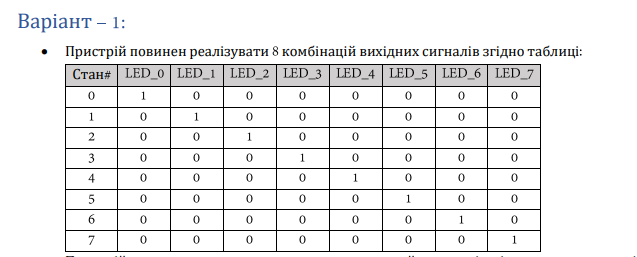 Варіант – 1:
• Пристрій повинен реалізувати 8 комбінацій вихідних сигналів згідно таблиці:
Стан# LED_0 LED_1 LED_2 LED_3 LED_4 LED_5 LED_6 LED_7
0 1 0 0 0 0 0 0 0
1 0 1 0 0 0 0 0 0
2 0 0 1 0 0 0 0 0
3 0 0 0 1 0 0 0 0
4 0 0 0 0 1 0 0 0
5 0 0 0 0 0 1 0 0
6 0 0 0 0 0 0 1 0
7 0 0 0 0 0 0 0 1